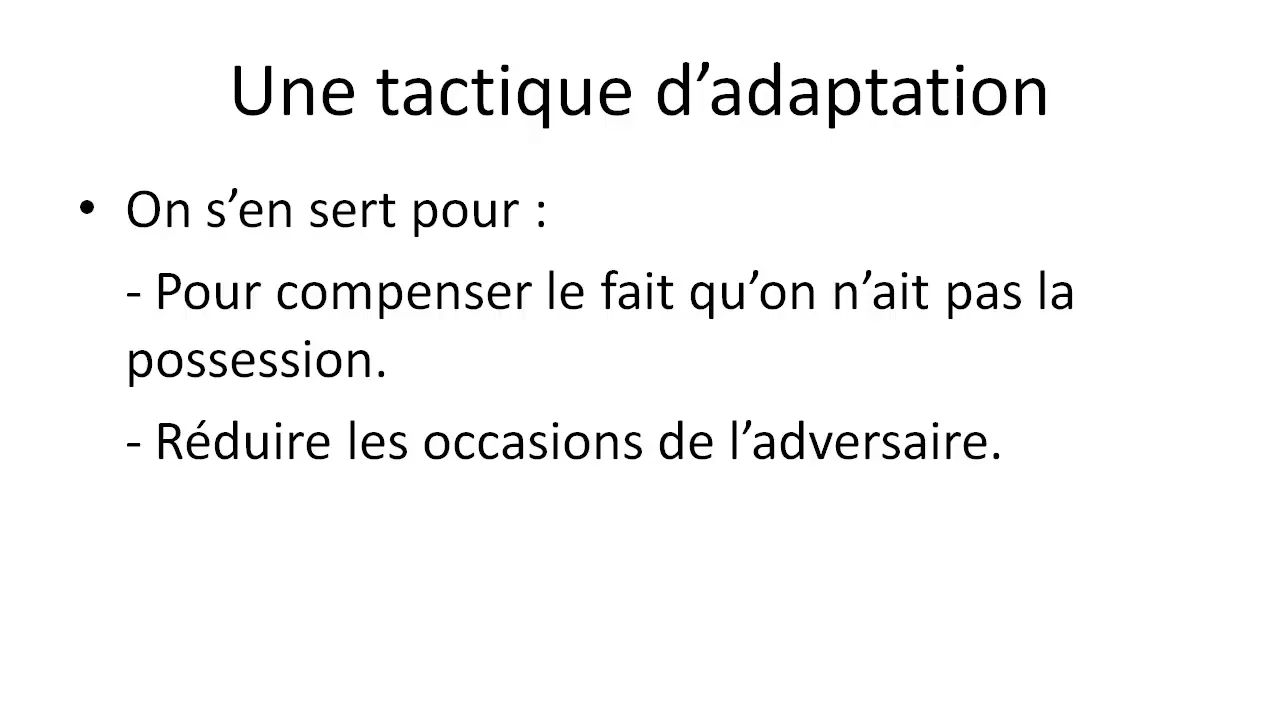 Une tactique d’adaptation
• On s’en sert pour :
- Pour compenser le fait qu’on n’ait pas la
possession.
- Réduire les occasions de l’adversaire.